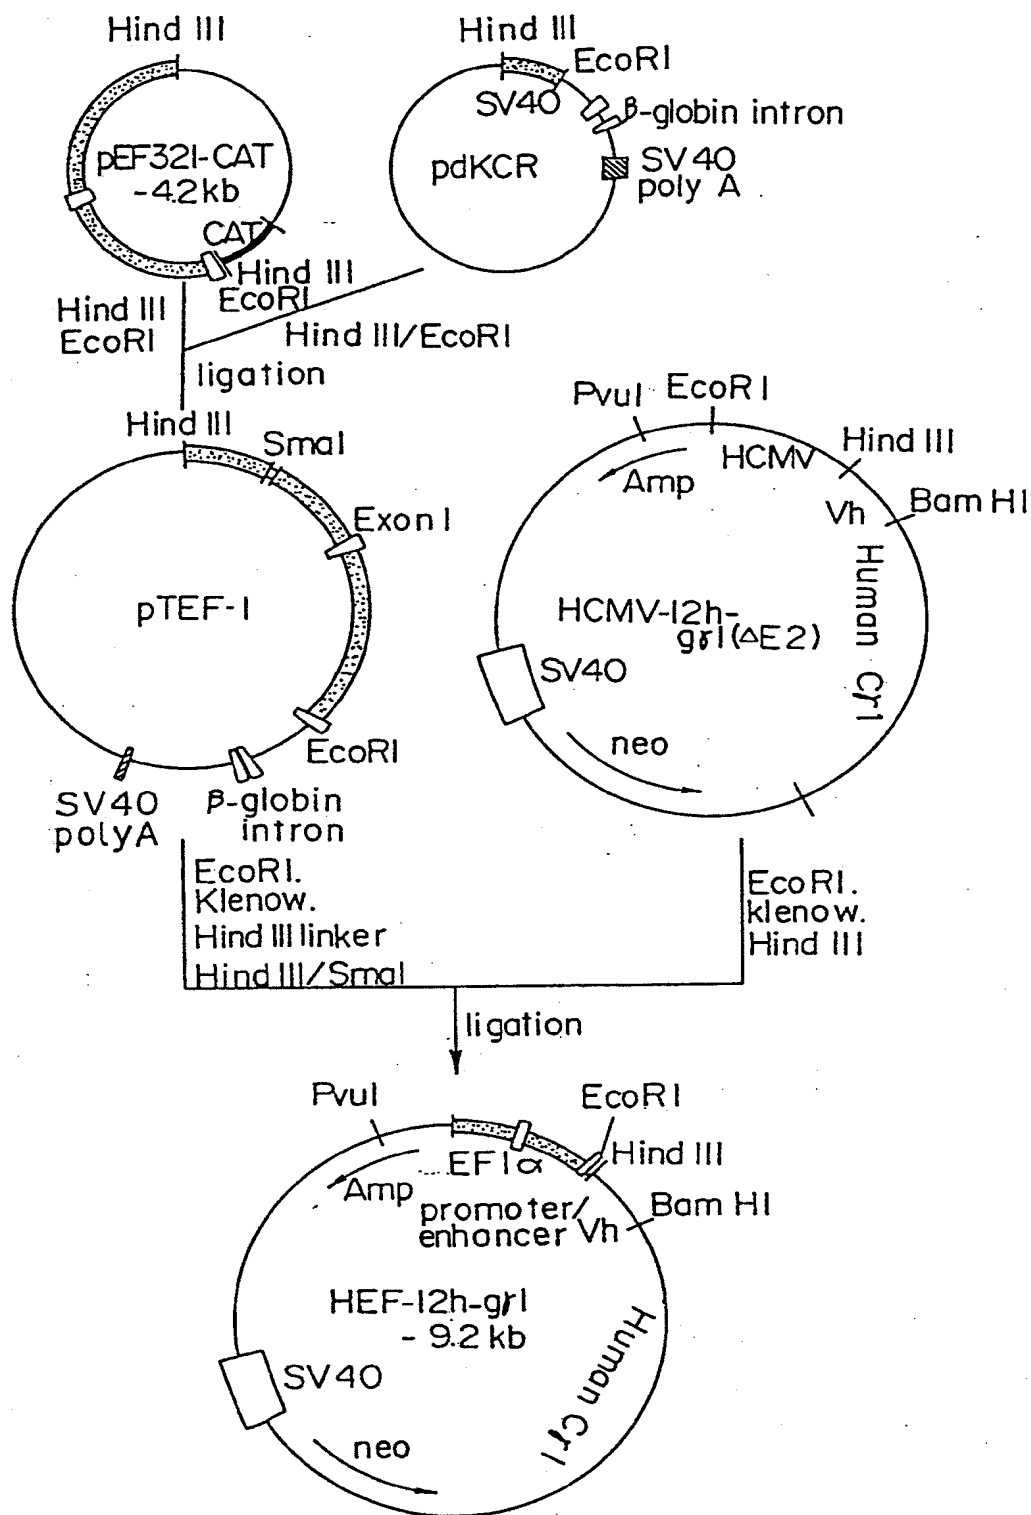 Hind III
pEF321-CAT
-4.2kb
CAT
Hind III
EcoRI
Hind III
EcoRI
SV40
β-globin intron
pdKCR
SV40
poly A
Hind III
EcoRI
Hind III/EcoRI
ligation
Hind III
SmaI
Exon I
pTEF-1
EcoRI
SV40
polyA
β-globin
intron
PvuI
EcoRI
HCMV
Hind III
Amp
Vh
Bam HI
Human Cγ1
HCMV-12h-
gγ1(ΔE2)
SV40
neo
EcoRI.
Klenow.
Hind III linker
Hind III/SmaI
EcoRI.
klenow.
Hind III
ligation
PvuI
EcoRI
Hind III
EF1α
Amp
promoter/
enhancer
Vh
Bam HI
HEF-12h-gγ1
- 9.2 kb
Human Cγ1
SV40
neo